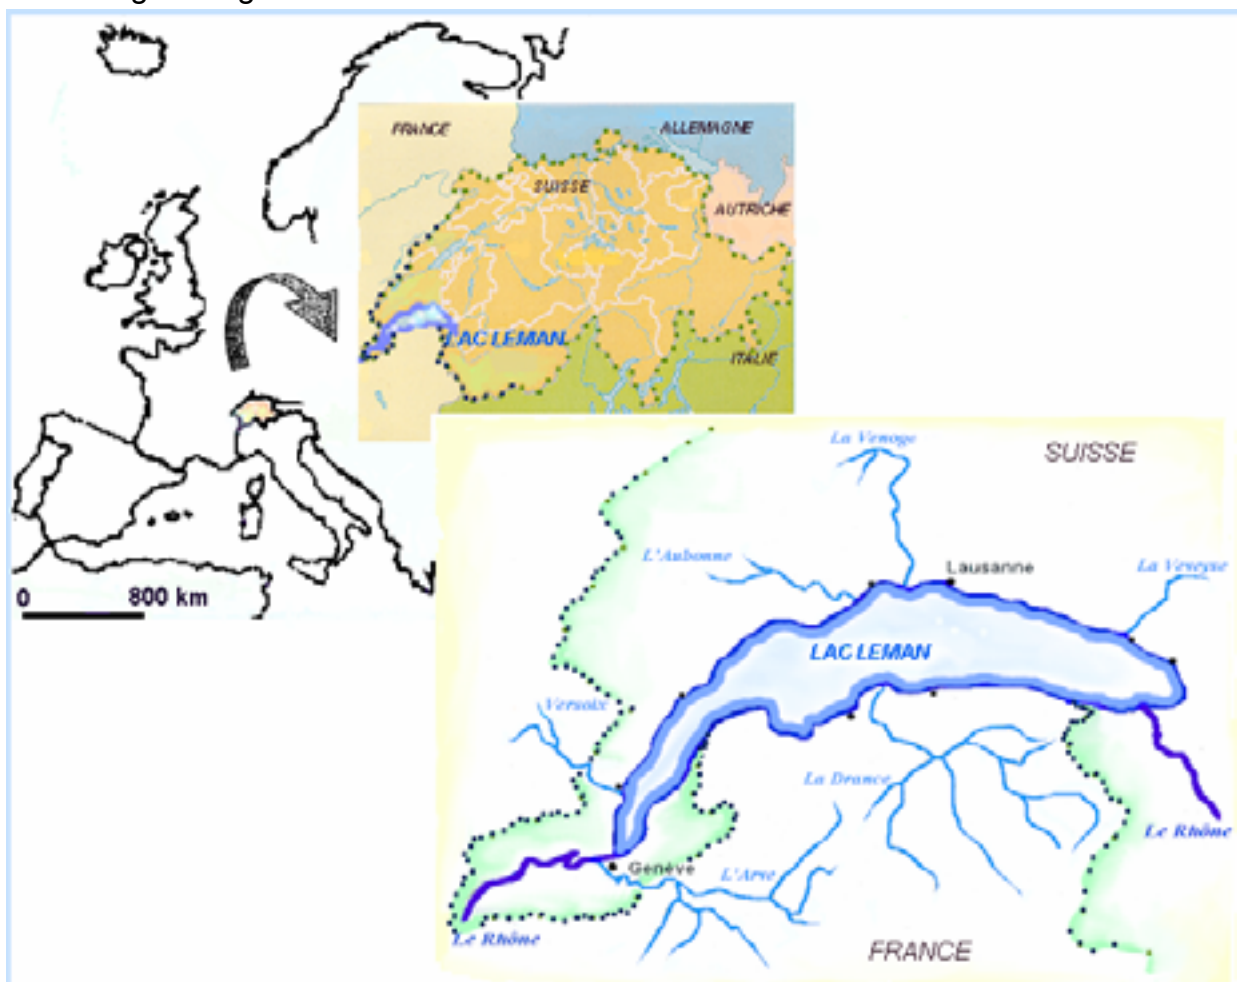 FRANCE
ALLEMAGNE
SUISSE
AUTRICHE
LAC LEMAN
ITALIE
0 800 km
La Venoge
SUISSE
L'Aubonne
Lausanne
La Veveyse
LAC LEMAN
Versoix
La Drance
Le Rhône
Genève
L'Arve
Le Rhône
FRANCE